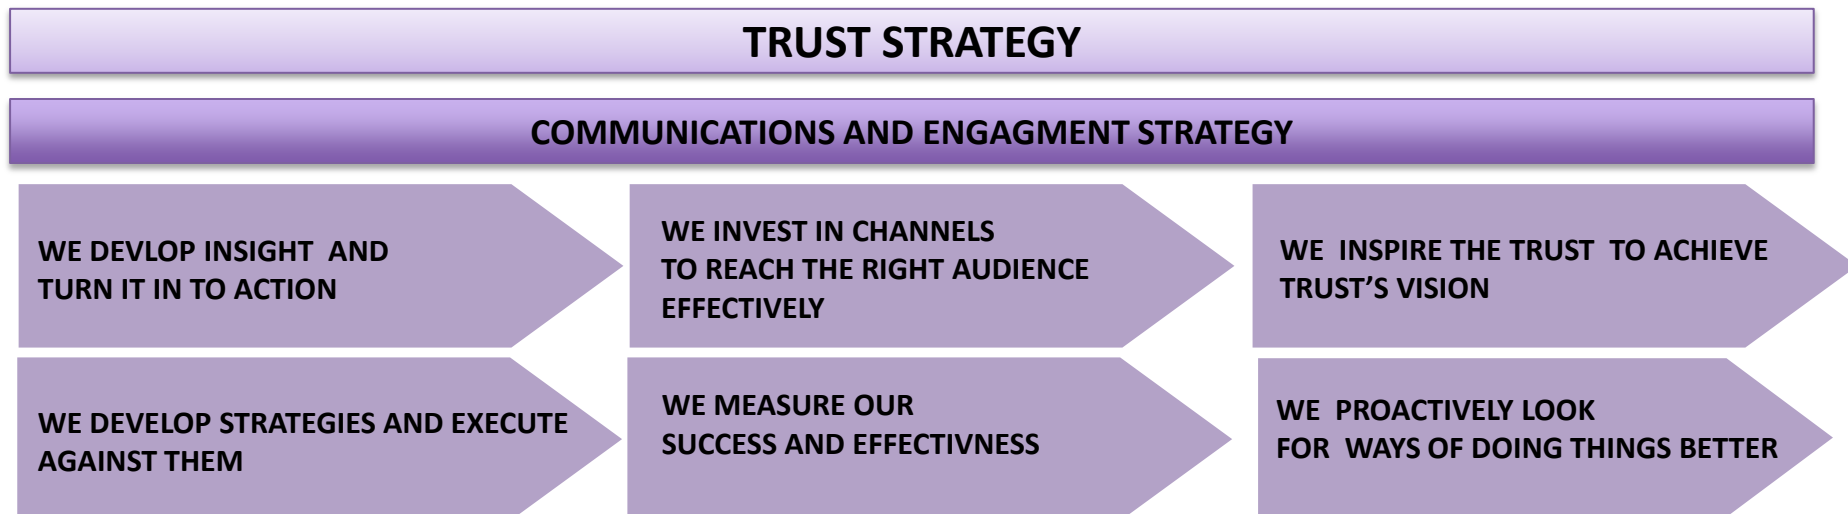 TRUST STRATEGY
COMMUNICATIONS AND ENGAGMENT STRATEGY
WE DEVLOP INSIGHT AND
TURN IT IN TO ACTION
WE INVEST IN CHANNELS
TO REACH THE RIGHT AUDIENCE
EFFECTIVELY
WE INSPIRE THE TRUST TO ACHIEVE
TRUST’S VISION
WE DEVELOP STRATEGIES AND EXECUTE
AGAINST THEM
WE MEASURE OUR
SUCCESS AND EFFECTIVNESS
WE PROACTIVELY LOOK
FOR WAYS OF DOING THINGS BETTER